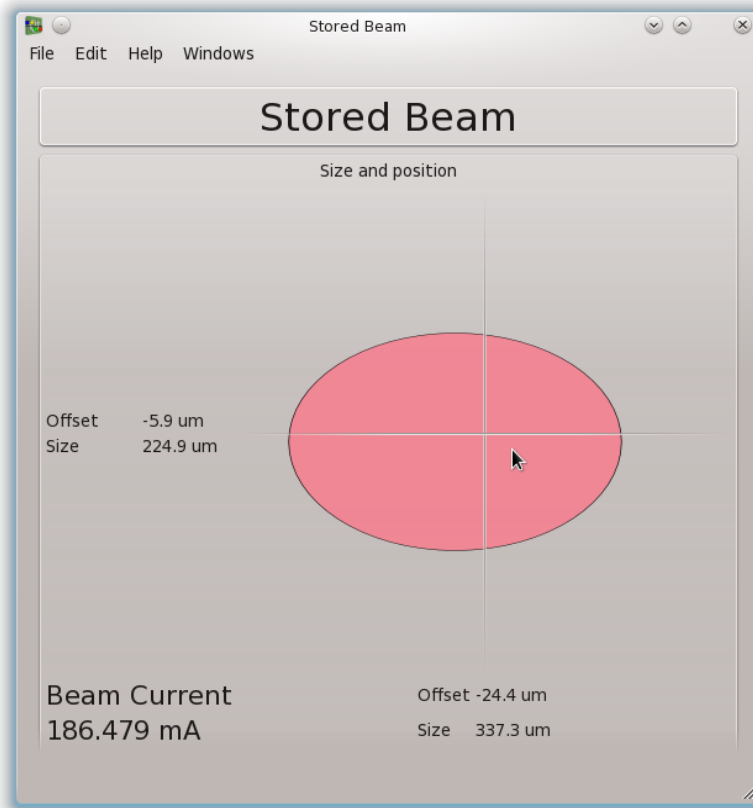 Stored Beam
File Edit Help Windows
Stored Beam
Size and position
Offset -5.9 um
Size 224.9 um
Beam Current
186.479 mA
Offset -24.4 um
Size 337.3 um